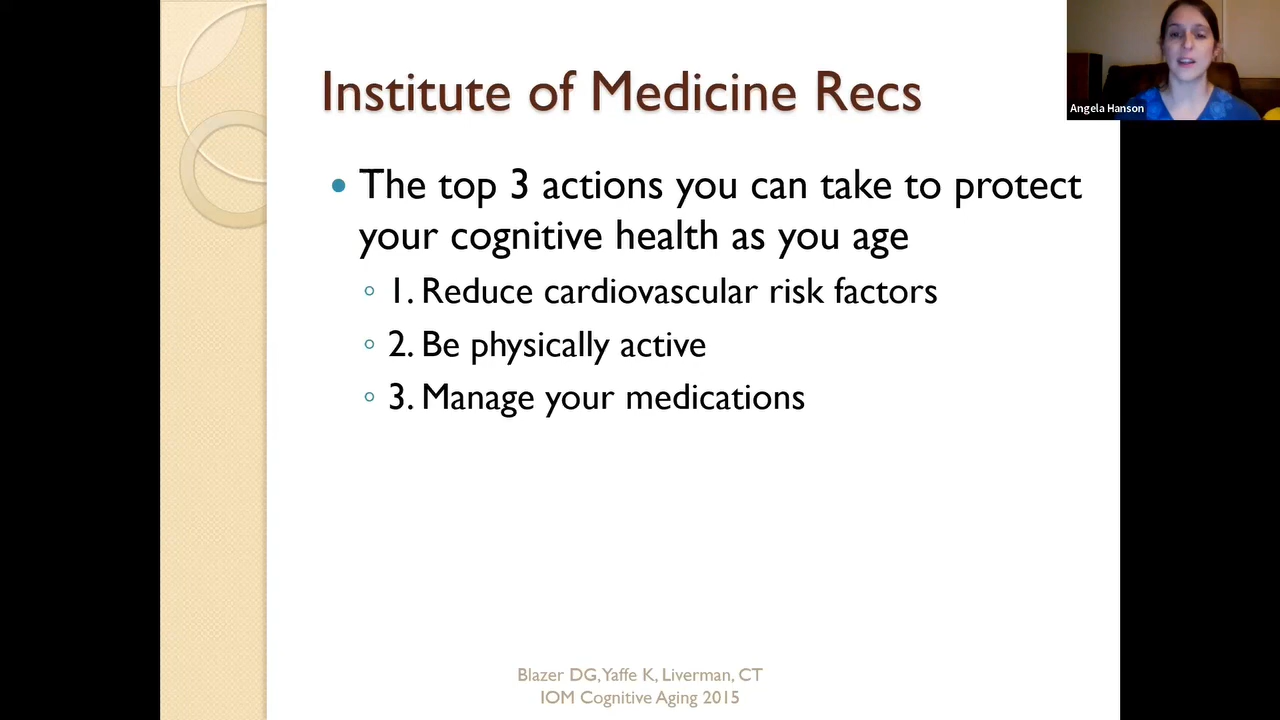 Institute of Medicine Recs
Angela Hanson
• The top 3 actions you can take to protect
your cognitive health as you age
◦ 1. Reduce cardiovascular risk factors
◦ 2. Be physically active
◦ 3. Manage your medications
Blazer DG, Yaffe K, Liverman, CT
IOM Cognitive Aging 2015